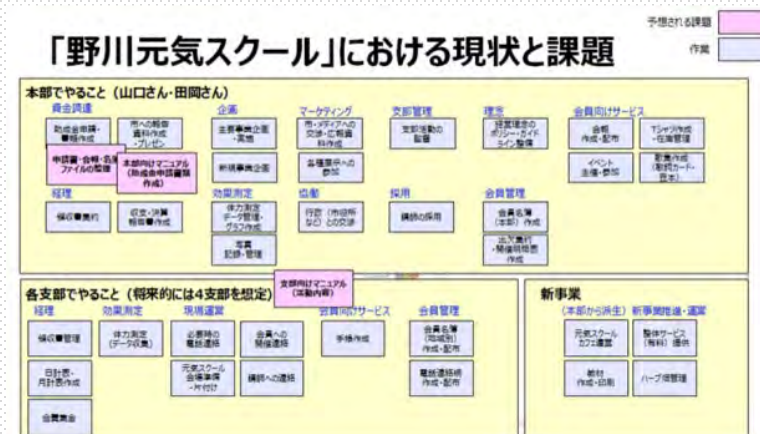 予想される課題
作業
「野川元気スクール」における現状と課題
本部でやること（山口さん・田岡さん）
資金調達
企画
マーケティング
支部管理
理念
会員向けサービス
助成金申請・
書類作成
市への報告
資料作成
・プレゼン
主要事業企画
・実施
市・メディアへの
交渉・広報資
料作成
支部活動の
監督
経営理念の
ポリシー・ガイド
ライン整備
会報
作成・配布
Tシャツ作成
・在庫管理
申請書・会報・名簿
ファイルの整理
本部向けマニュアル
（助成金申請書類
作成）
新規事業企画
各種展示への
参加
イベント
主催・参加
歌集作成
（歌詞カード・
音本）
経理
効果測定
協働
採用
会員管理
領収書集約
収支・決算
報告書作成
体力測定
データ管理・
グラフ作成
行政（市役所
など）との交渉
講師の採用
会員名簿
（本部）作成
写真
記録・管理
出欠集約
・開催明細表
作成
支部向けマニュアル
（活動内容）
各支部でやること（将来的には4支部を想定）
経理
効果測定
現場運営
会員向けサービス
会員管理
領収書管理
体力測定
（データ収集）
必要時の
電話連絡
会員への
開催連絡
手帳作成
会員名簿
（地域別）
作成・配布
日計表・
月計表作成
元気スクール
会場準備
・片付け
講師への連絡
電話連絡網
作成・配布
会費集金
新事業
（本部から派生）
新事業推進・運営
元気スクール
カフェ運営
整体サービス
（有料）提供
教材
作成・印刷
ハーブ畑管理